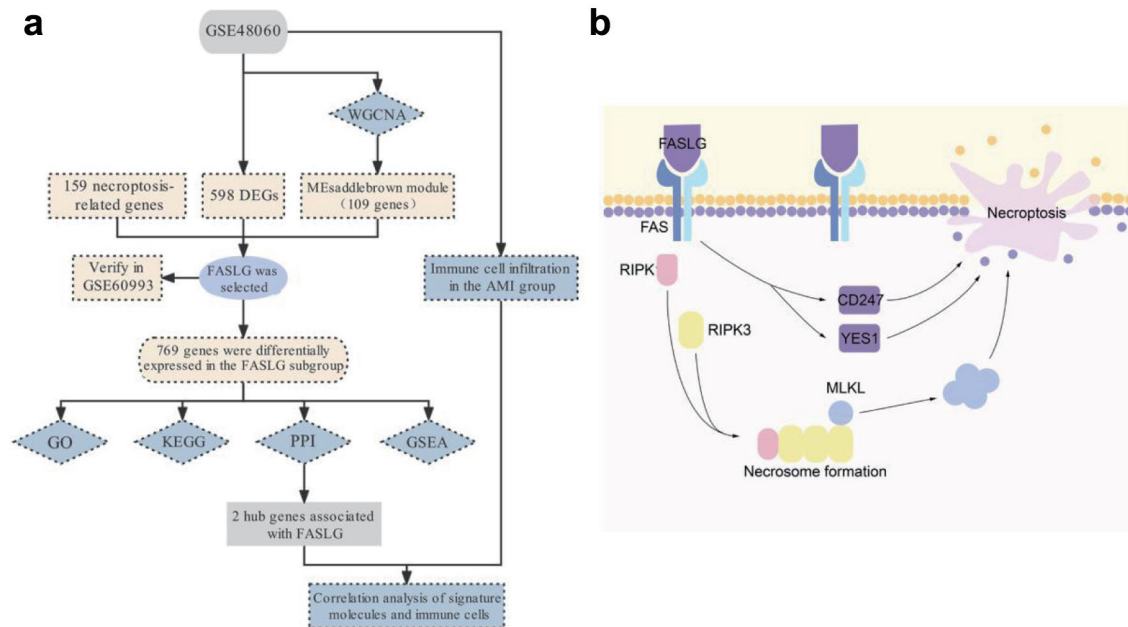 a
GSE48060
WGCNA
159 necroptosis-
related genes
598 DEGs
MEsaddlebrown module
(109 genes)
Verify in
GSE60993
FASLG was
selected
Immune cell infiltration
in the AMI group
769 genes were differentially
expressed in the FASLG subgroup
GO
KEGG
PPI
GSEA
2 hub genes associated
with FASLG
Correlation analysis of signature
molecules and immune cells
b
FASLG
Necroptosis
FAS
RIPK
CD247
RIPK3
YES1
MLKL
Necrosome formation